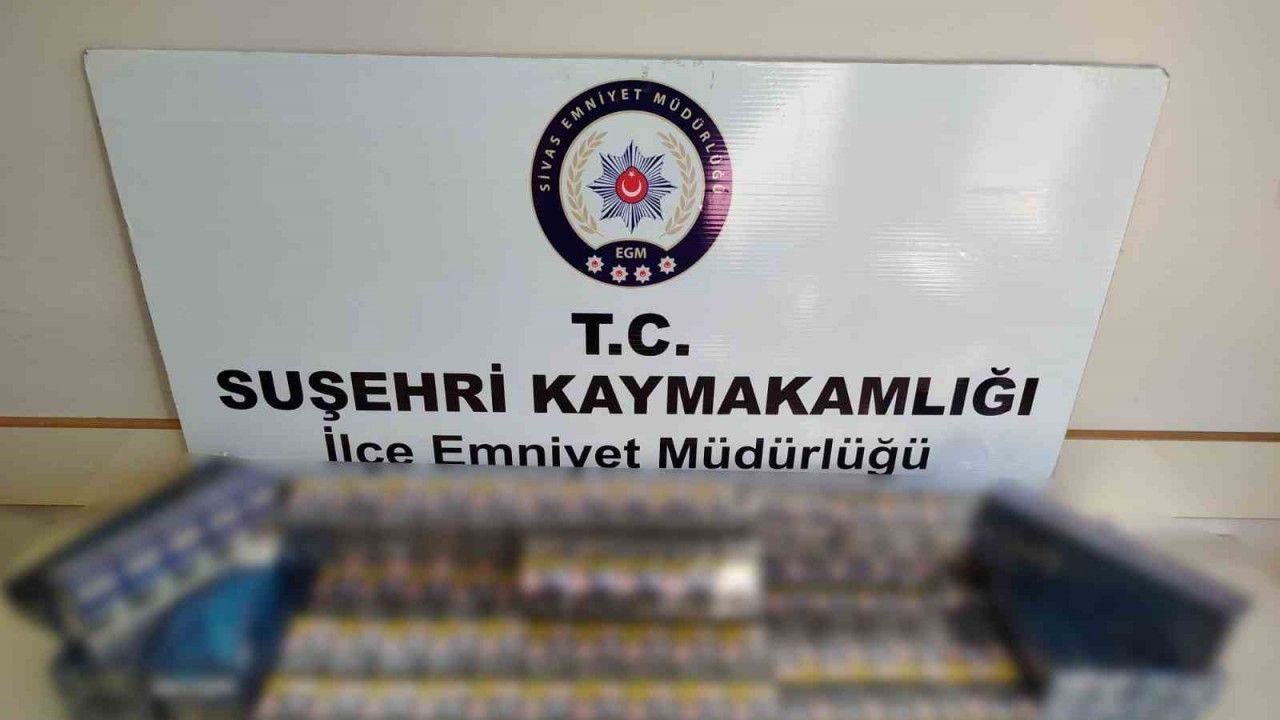 SİVAS EMNİYET MÜDÜRLÜĞÜ
EGM
T.C.
SUŞEHRİ KAYMAKAMLIĞI
İlçe Emniyet Müdürlüğü